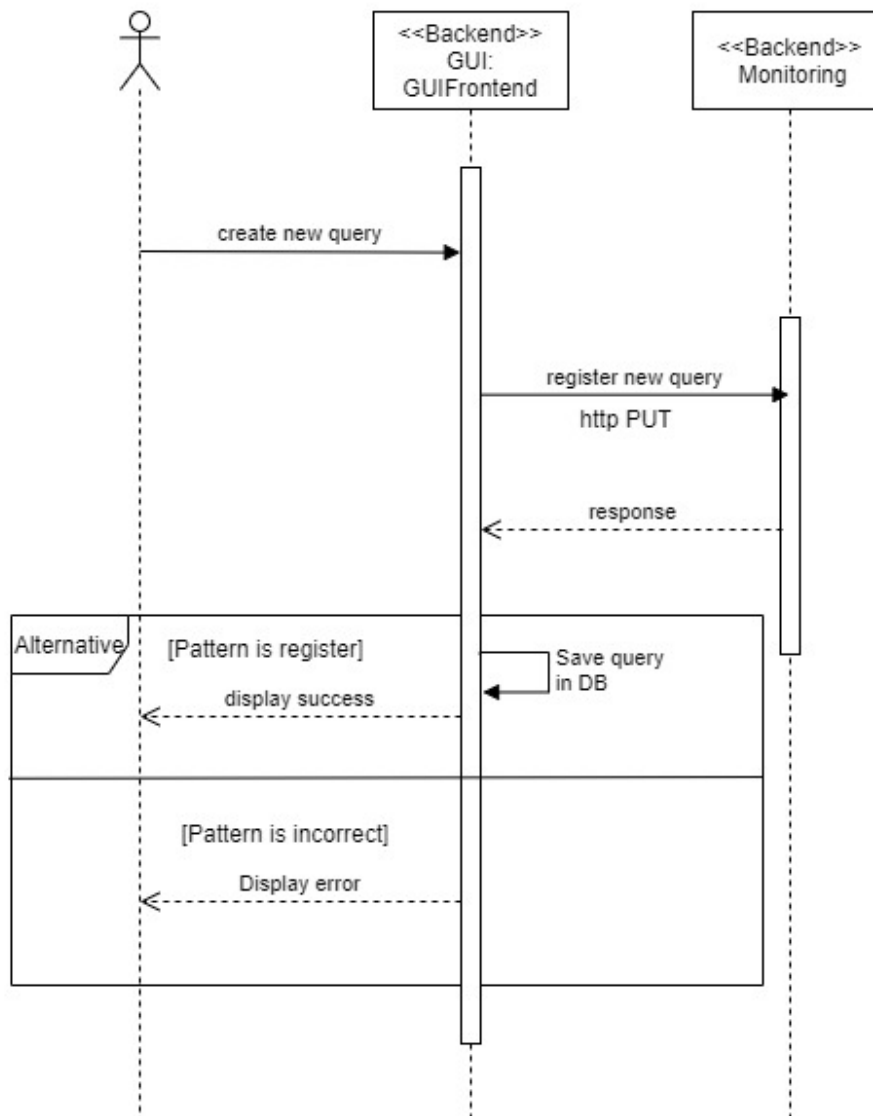 <<Backend>>
GUI:
GUIFrontend
<<Backend>>
Monitoring
create new query
register new query
http PUT
response
Alternative
[Pattern is register]
Save query
in DB
display success
[Pattern is incorrect]
Display error